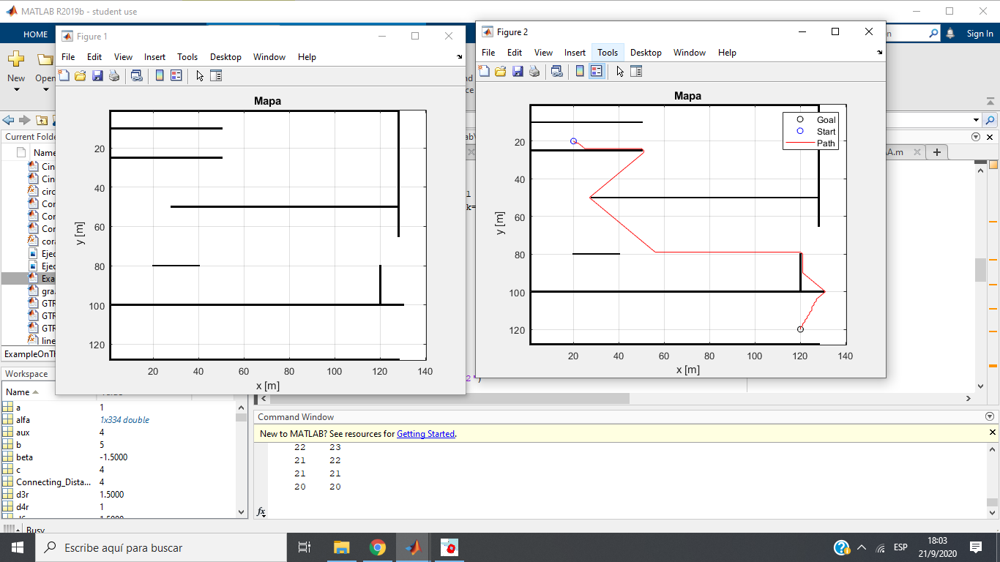 MATLAB R2019b - student use
HOME
Sign In
New
Open
Figure 1
File Edit View Insert Tools Desktop Window Help
Mapa
20
40
60
80
100
120
y [m]
20 40 60 80 100 120 140
x [m]
Figure 2
File Edit View Insert Tools Desktop Window Help
Mapa
Goal
Start
Path
20
40
60
80
100
120
y [m]
20 40 60 80 100 120 140
x [m]
A.m
Current Folde
Name
Cin
Cin
circ
Cor
Cor
Cor
cora
Ejec
Ejec
Exa
gra.
GTR
GTR
GTR
line
ExampleOnTh
Workspace
Name
a 1
alfa 1x334 double
aux 4
b 5
beta -1.5000
c 4
Connecting_Dista... 4
d3r 1.5000
d4r 1
Busy
2")
Command Window
New to MATLAB? See resources for Getting Started.
22 23
21 22
21 21
20 20
fx
Escribe aquí para buscar
ESP
18:03
21/9/2020